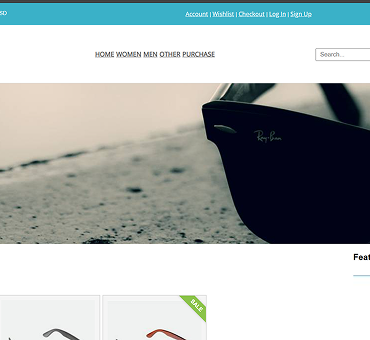 SD
Account | Wishlist | Checkout | Log In | Sign Up
HOME WOMEN MEN OTHER PURCHASE
Search...
Ray-Ban
Feat
SALE